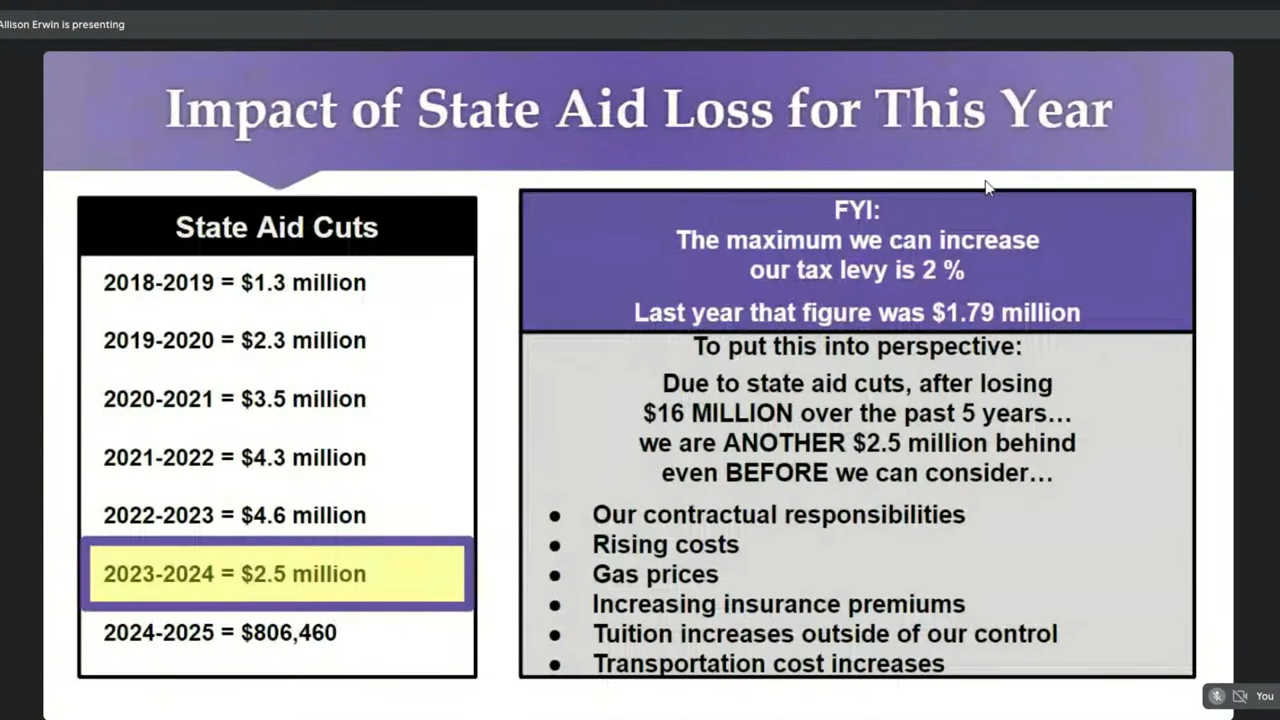 Allison Erwin is presenting
Impact of State Aid Loss for This Year
State Aid Cuts
2018-2019 = $1.3 million
2019-2020 = $2.3 million
2020-2021 = $3.5 million
2021-2022 = $4.3 million
2022-2023 = $4.6 million
2023-2024 = $2.5 million
2024-2025 = $806,460
FYI:
The maximum we can increase
our tax levy is 2 %
Last year that figure was $1.79 million
To put this into perspective:
Due to state aid cuts, after losing
$16 MILLION over the past 5 years...
we are ANOTHER $2.5 million behind
even BEFORE we can consider...
• Our contractual responsibilities
• Rising costs
• Gas prices
• Increasing insurance premiums
• Tuition increases outside of our control
• Transportation cost increases
You